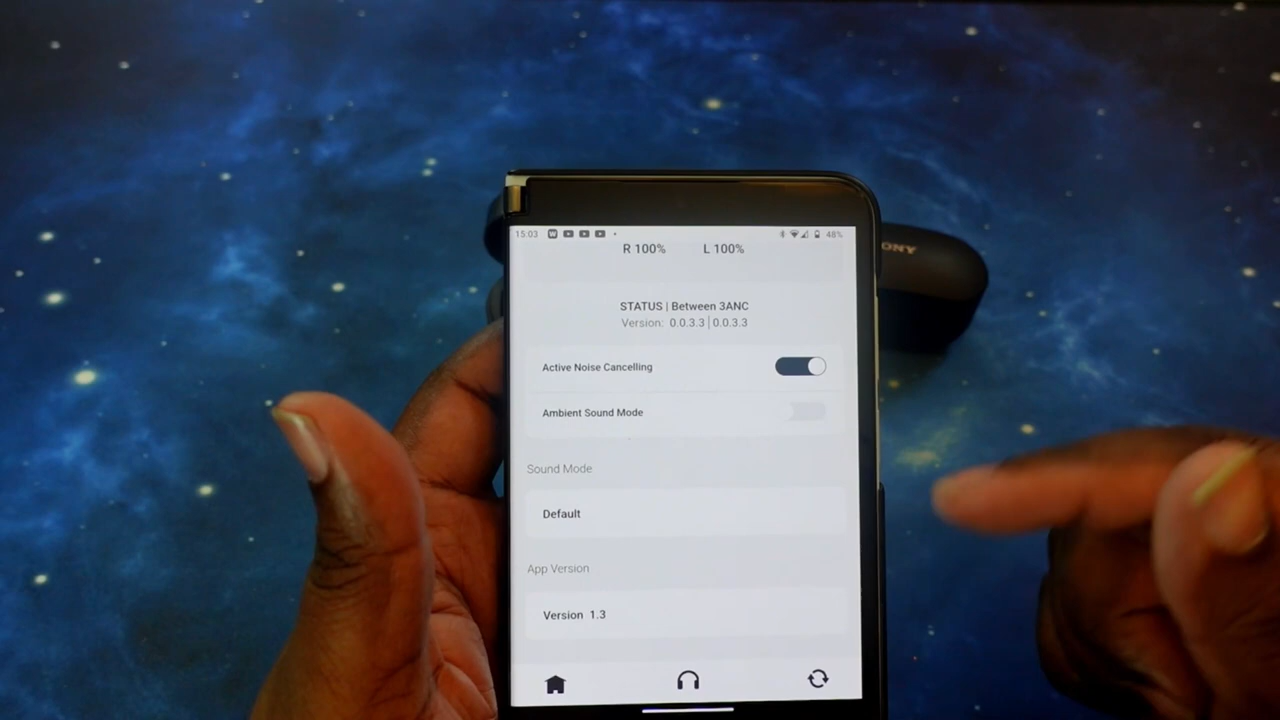 15:03
48%
R 100% L 100%
STATUS | Between 3ANC
Version: 0.0.3.3 | 0.0.3.3
Active Noise Cancelling
Ambient Sound Mode
Sound Mode
Default
App Version
Version 1.3
ONY